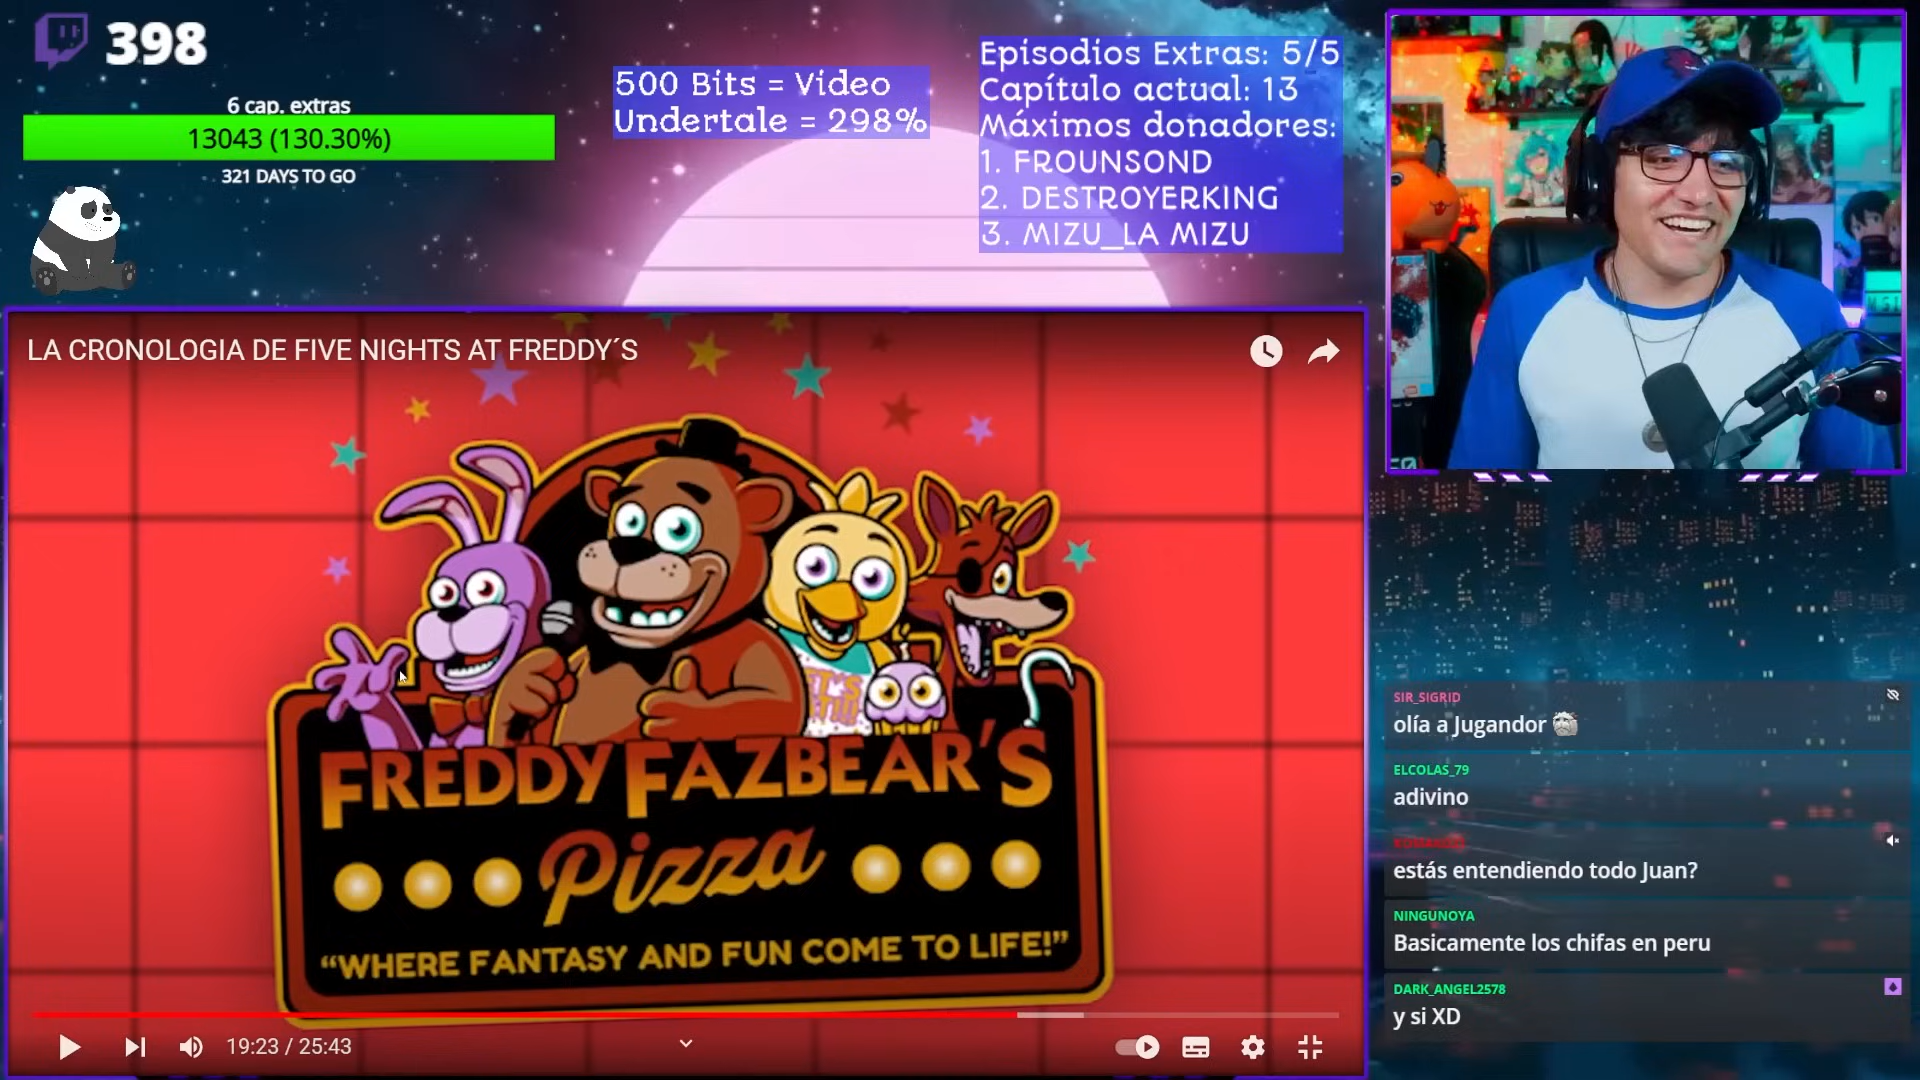 398
6 cap. extras
13043 (130.30%)
321 DAYS TO GO
500 Bits = Video
Undertale = 298%
Episodios Extras: 5/5
Capítulo actual: 13
Máximos donadores:
1. FROUNSOND
2. DESTROYERKING
3. MIZU_LA MIZU
LA CRONOLOGIA DE FIVE NIGHTS AT FREDDY´S
FREDDY FAZBEAR'S
Pizza
“WHERE FANTASY AND FUN COME TO LIFE!”
19:23 / 25:43
SIR_SIGRID
olía a Jugandor
ELCOLAS_79
adivino
estás entendiendo todo Juan?
NINGUNOYA
Basicamente los chifas en peru
DARK_ANGEL2578
y si XD